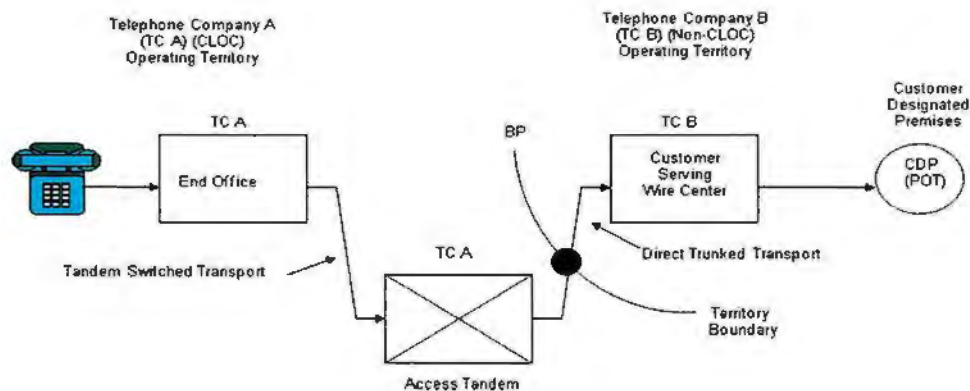 Telephone Company A
(TC A) (CLOC)
Operating Territory
Telephone Company B
(TC B) (Non-CLOC)
Operating Territory
Customer
Designated
Premises
TC A
BP
TC B
End Office
Customer
Serving
Wire Center
CDP
(POT)
Tandem Switched Transport
TC A
Direct Trunked Transport
Territory
Boundary
Access Tandem